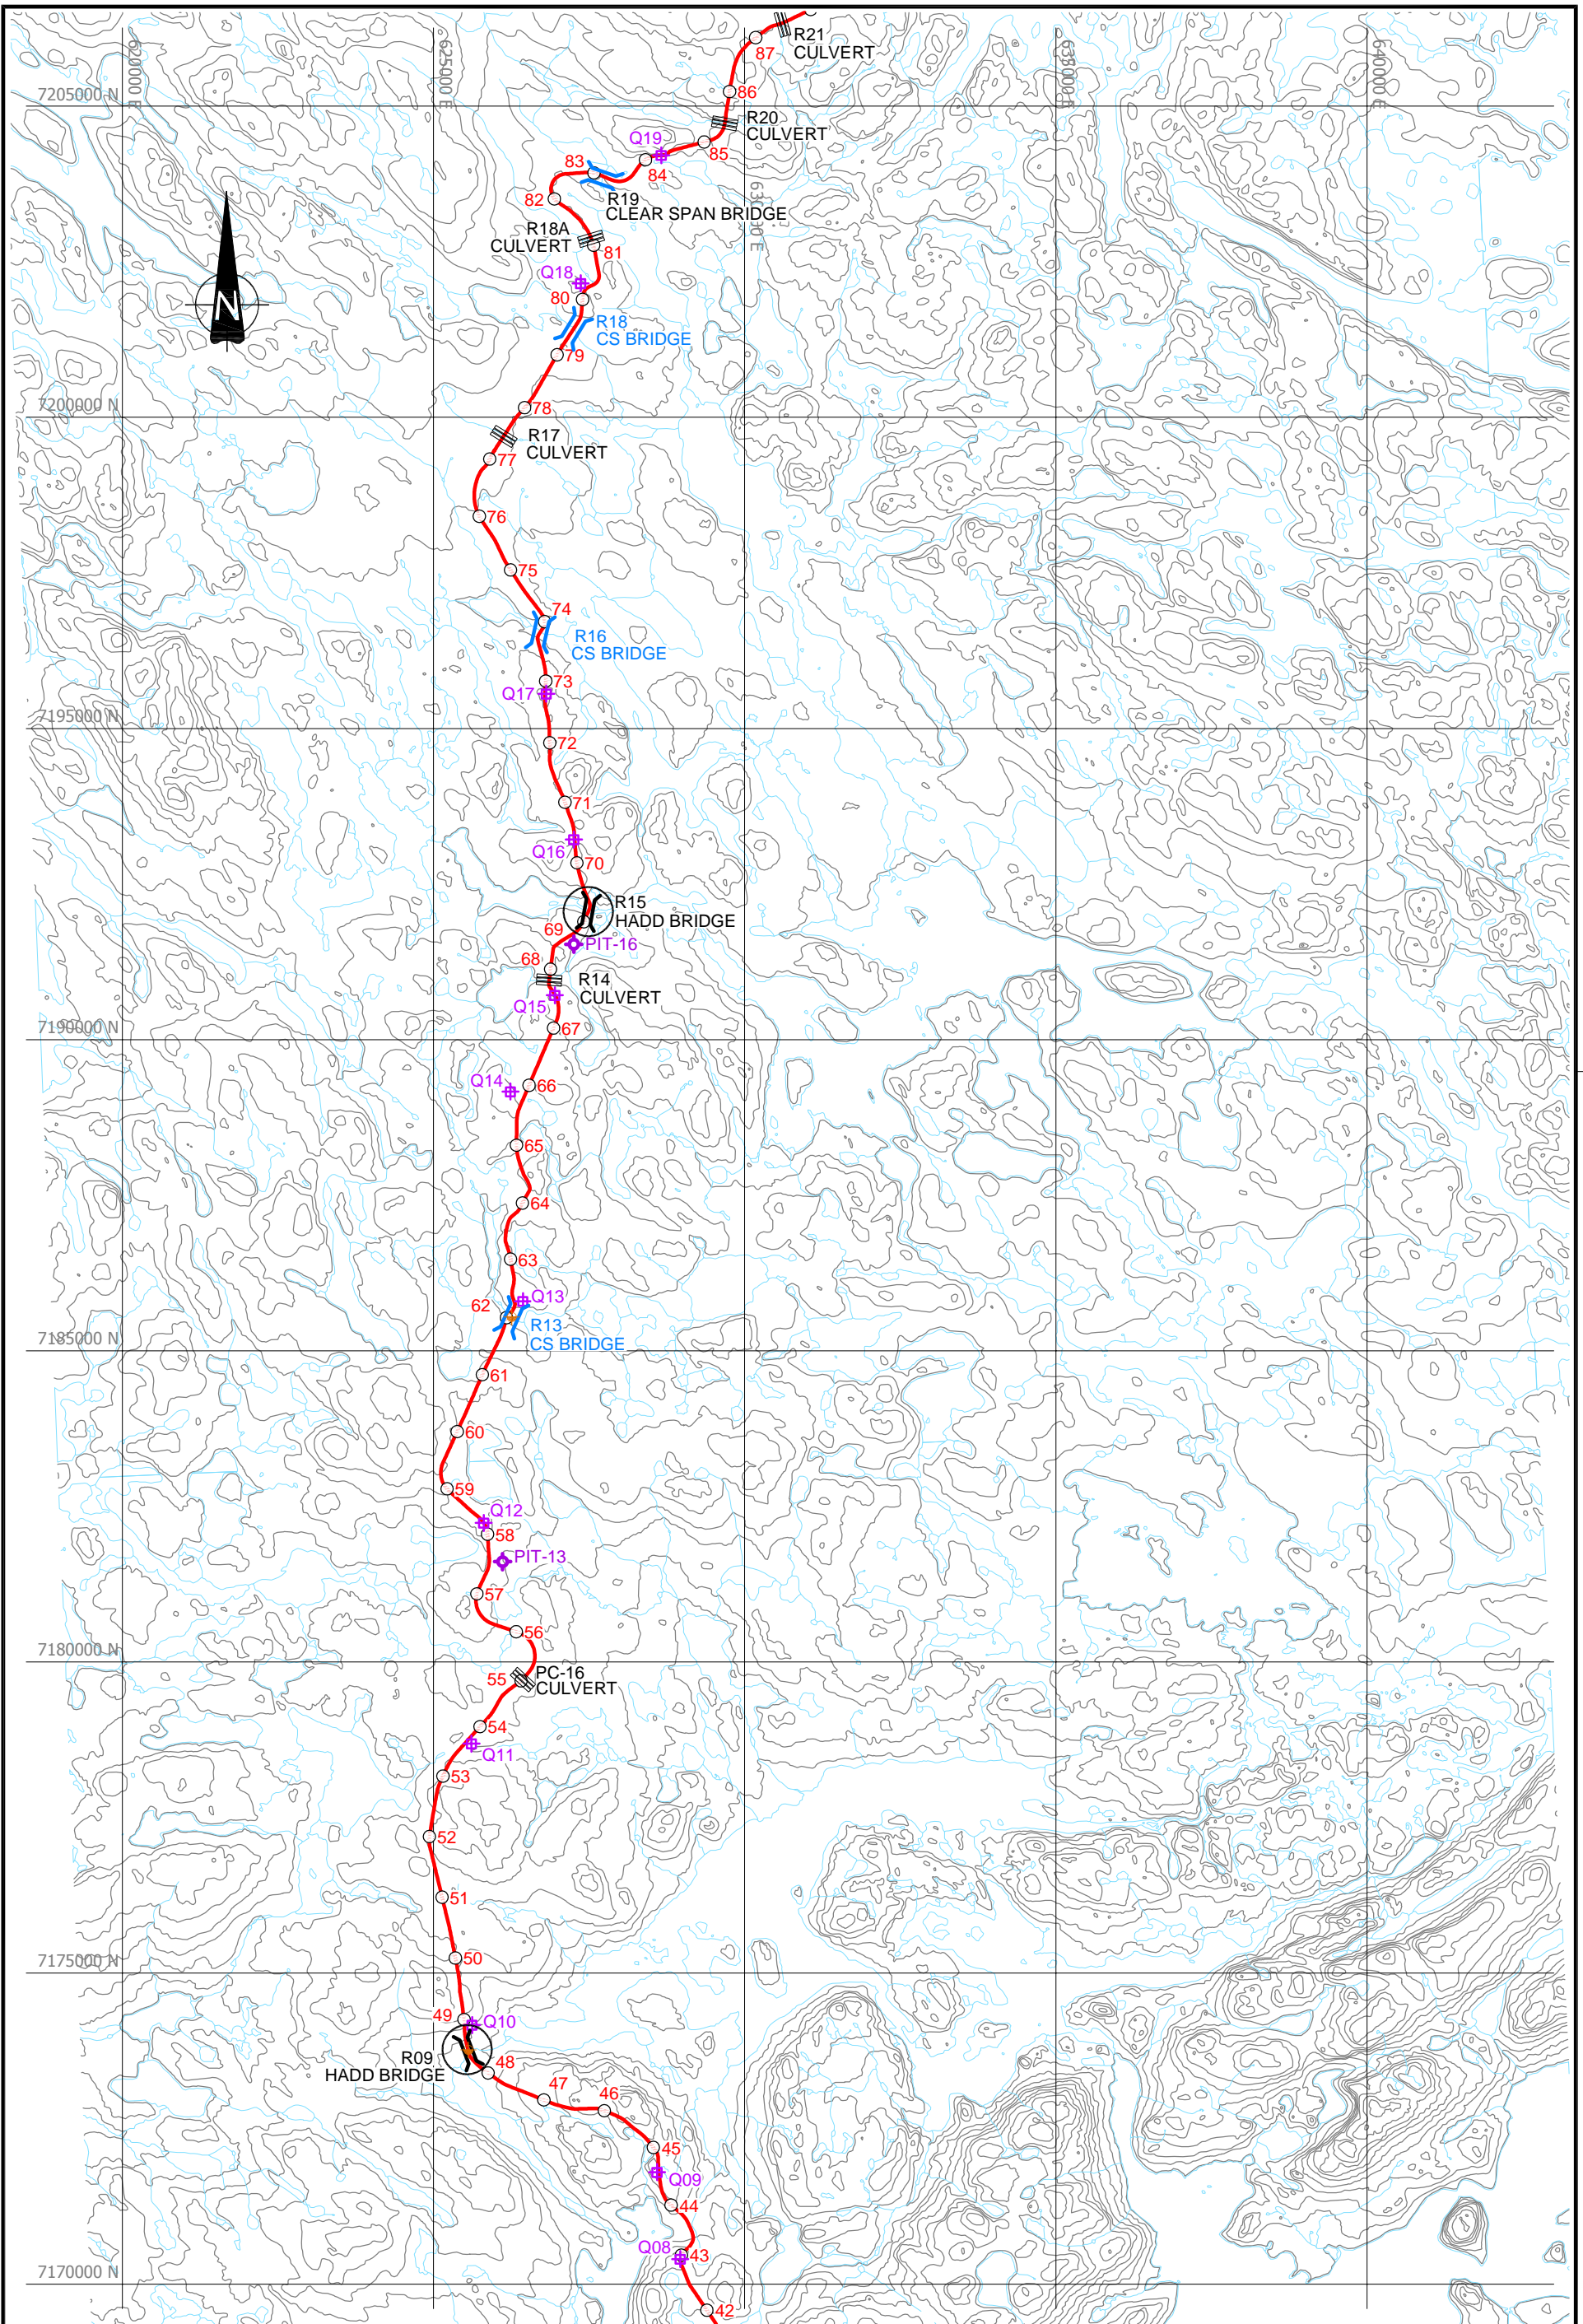 620000 E
625000 E
630000 E
635000 E
640000 E
R21
CULVERT
87
86
7205000 N
R20
CULVERT
Q19
85
83
84
82
R19
CLEAR SPAN BRIDGE
R18A
CULVERT
81
Q18
80
N
R18
CS BRIDGE
79
7200000 N
78
R17
CULVERT
77
76
75
74
R16
CS BRIDGE
73
Q17
7195000 N
72
71
Q16
70
R15
HADD BRIDGE
69
PIT-16
68
R14
CULVERT
Q15
7190000 N
67
Q14
66
65
64
63
Q13
62
R13
CS BRIDGE
7185000 N
61
60
59
Q12
58
PIT-13
57
56
7180000 N
PC-16
CULVERT
55
54
Q11
53
52
51
50
7175000 N
49
Q10
R09
HADD BRIDGE
48
47
46
45
Q09
44
Q08
43
7170000 N
42